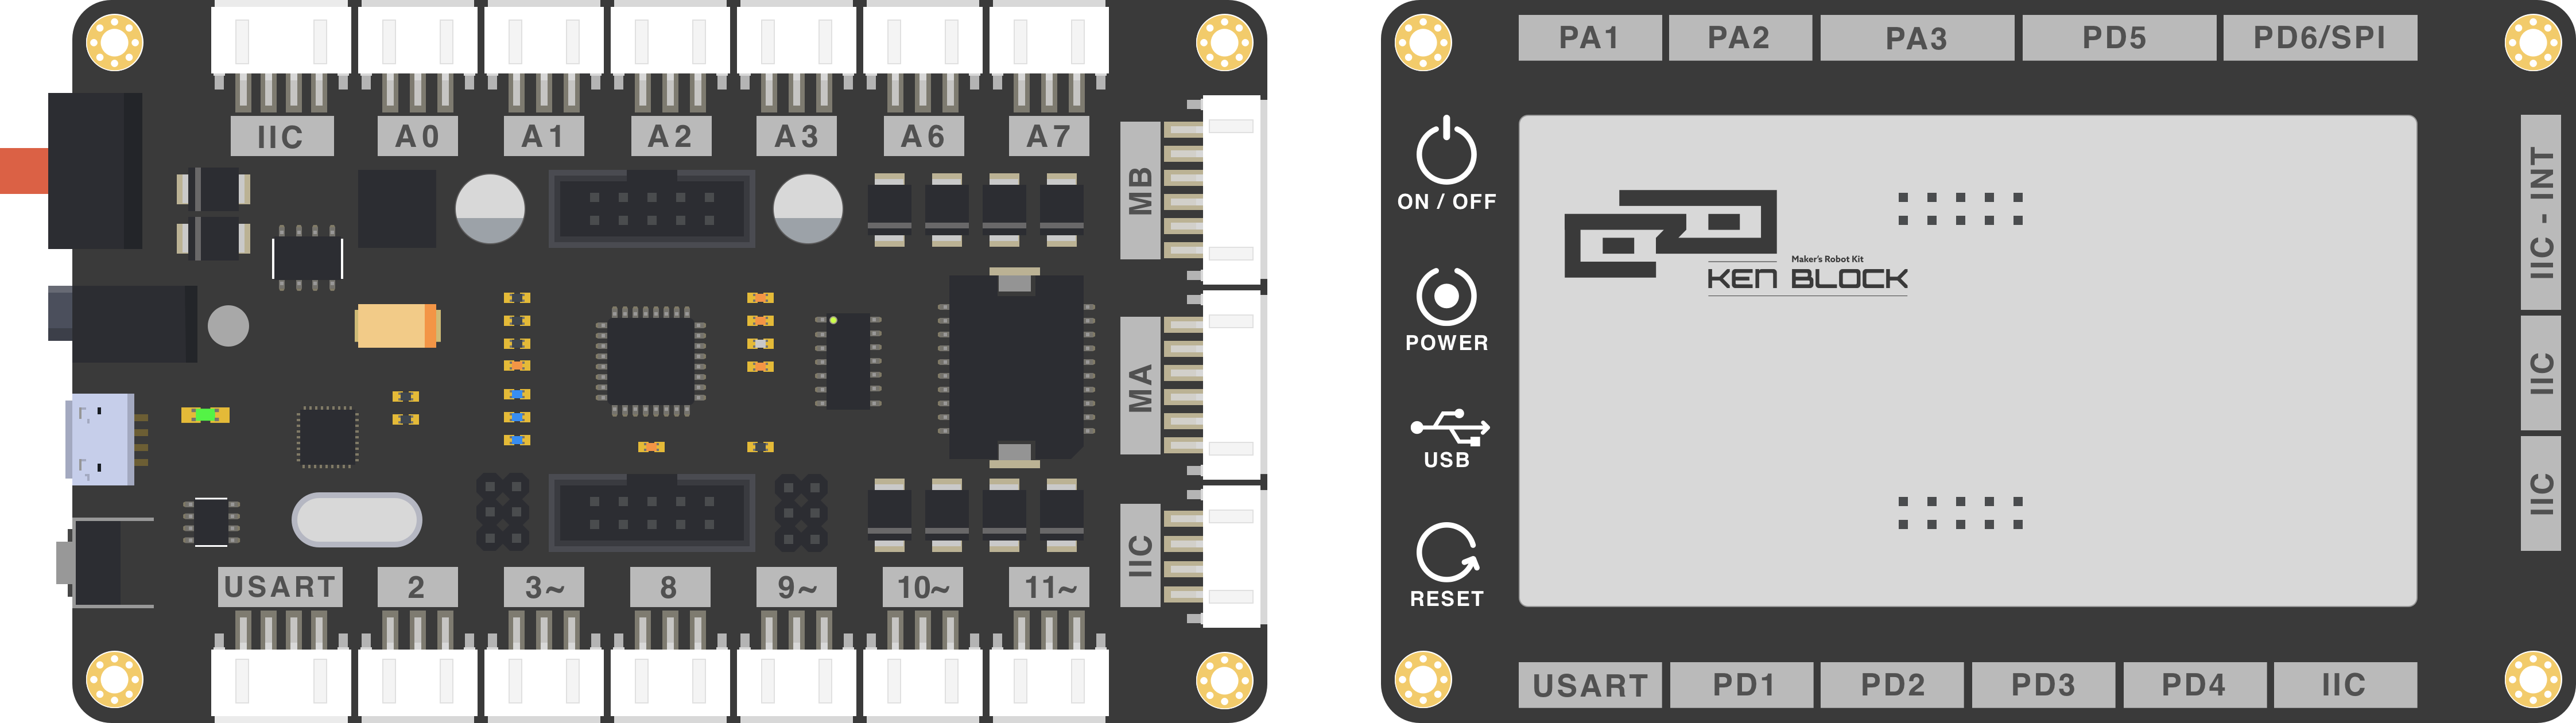 IIC A0 A1 A2 A3 A6 A7
MB
MA
IIC
USART 2 3~ 8 9~ 10~ 11~
PA1 PA2 PA3 PD5 PD6/SPI
ON / OFF
POWER
USB
RESET
Maker's Robot Kit
KEN BLOCK
IIC - INT
IIC
IIC
USART PD1 PD2 PD3 PD4 IIC